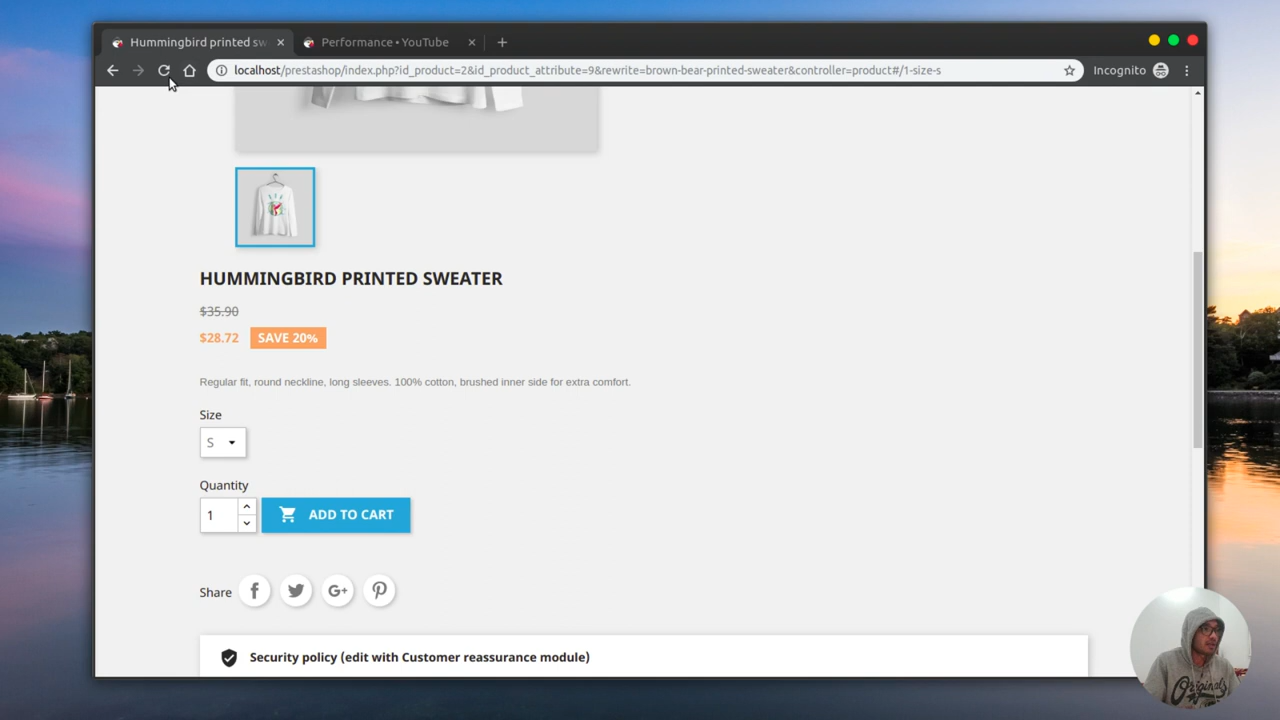 Hummingbird printed sw
Performance • YouTube
localhost/prestashop/index.php?id_product=2&id_product_attribute=9&rewrite=brown-bear-printed-sweater&controller=product#/1-size-s
Incognito
HUMMINGBIRD PRINTED SWEATER
$35.90
$28.72 SAVE 20%
Regular fit, round neckline, long sleeves. 100% cotton, brushed inner side for extra comfort.
Size
S
Quantity
1 ADD TO CART
Share
Security policy (edit with Customer reassurance module)
Originals